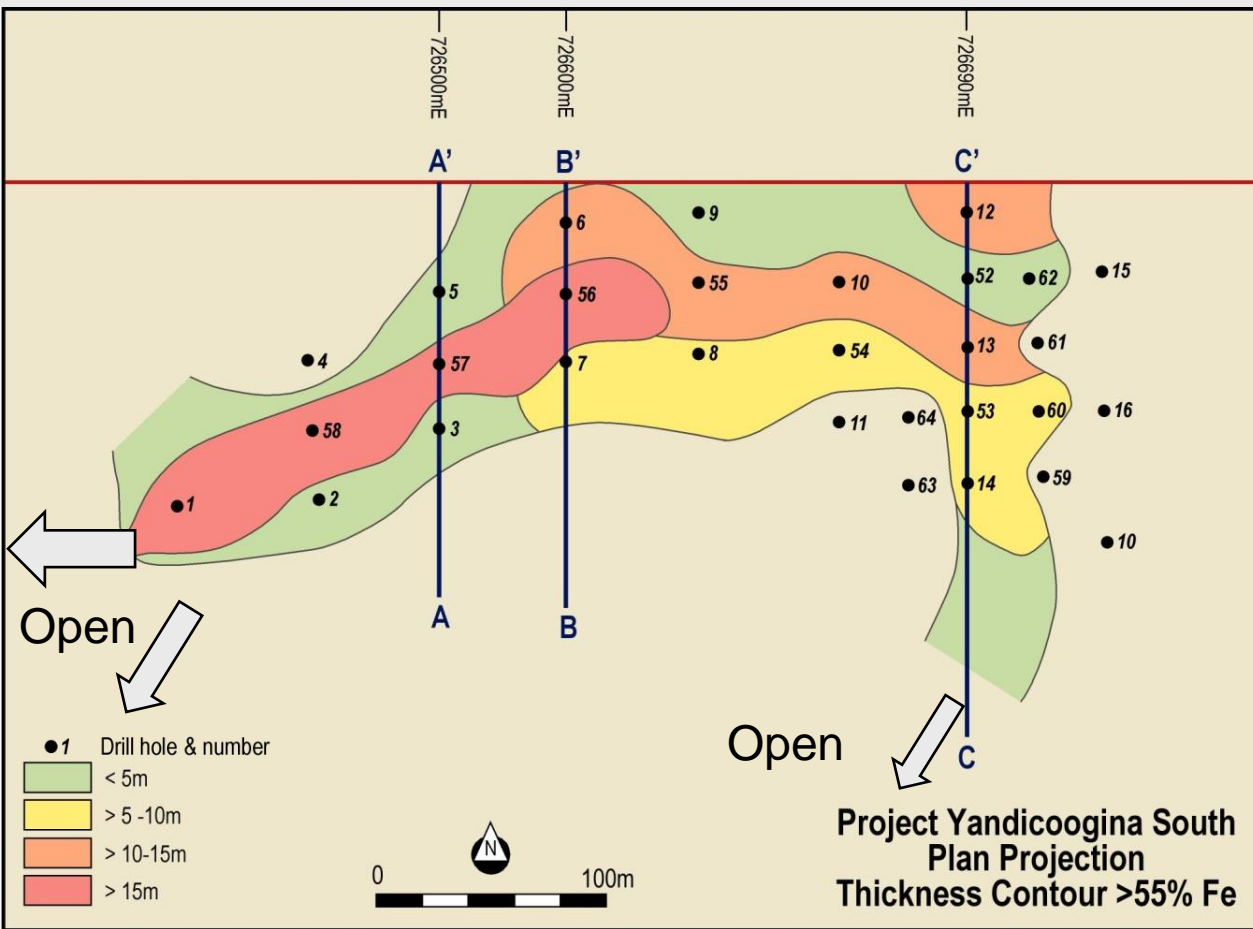 726500mE
726600mE
726690mE
A’
B’
C’
6
9
12
5
56
55
10
52
62
15
4
57
7
8
54
13
61
58
3
11
64
53
60
16
1
2
63
14
59
10
Open
A
B
Open
C
1 Drill hole & number
< 5m
> 5 -10m
> 10-15m
> 15m
N
0 100m
Project Yandicoogina South
Plan Projection
Thickness Contour >55% Fe